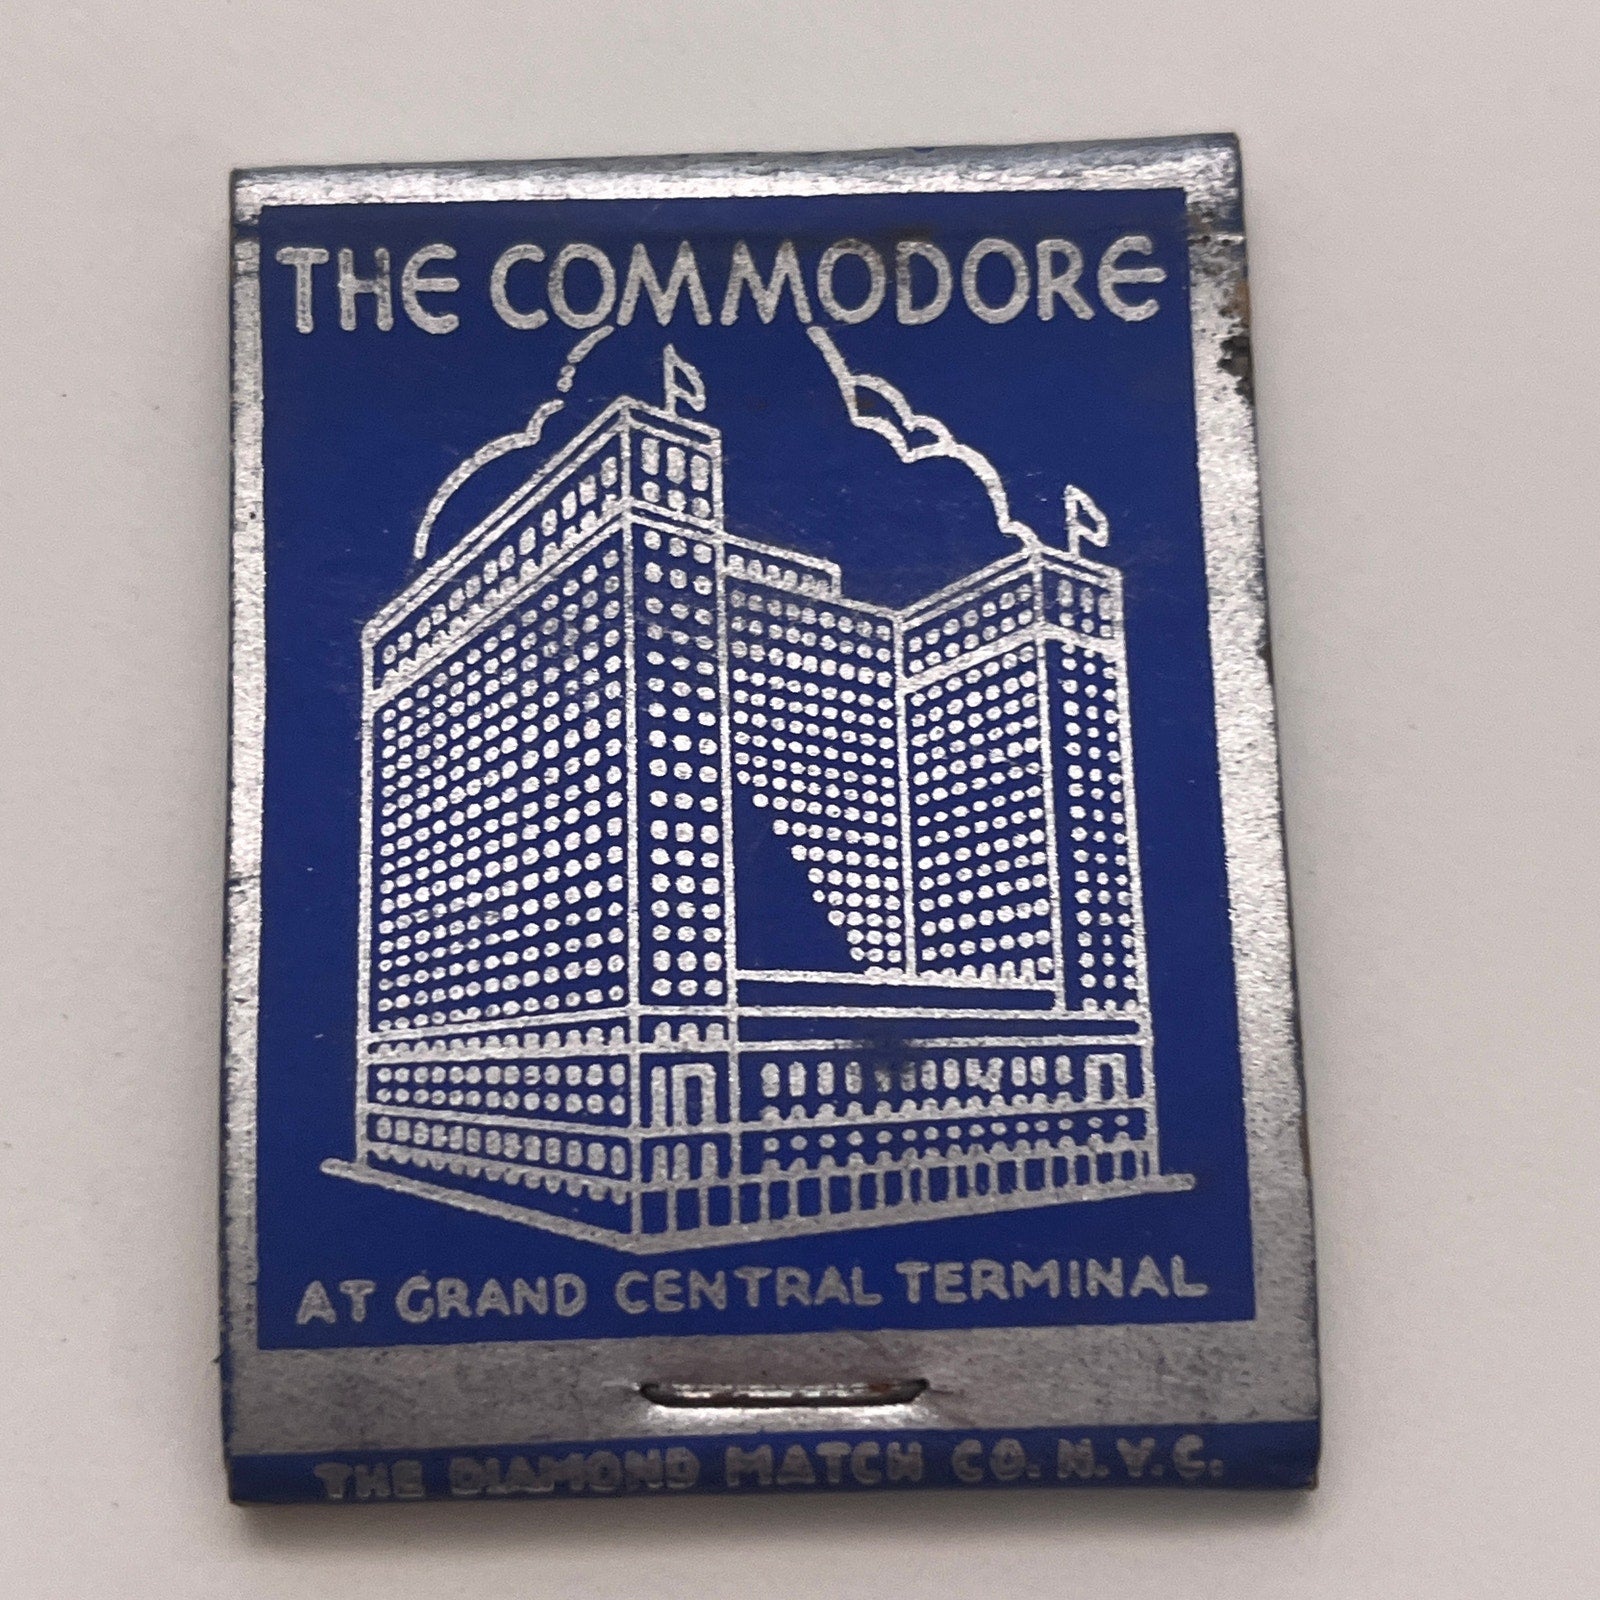 THE COMMODORE
AT GRAND CENTRAL TERMINAL
THE DIAMOND MATCH CO. N.Y.C.